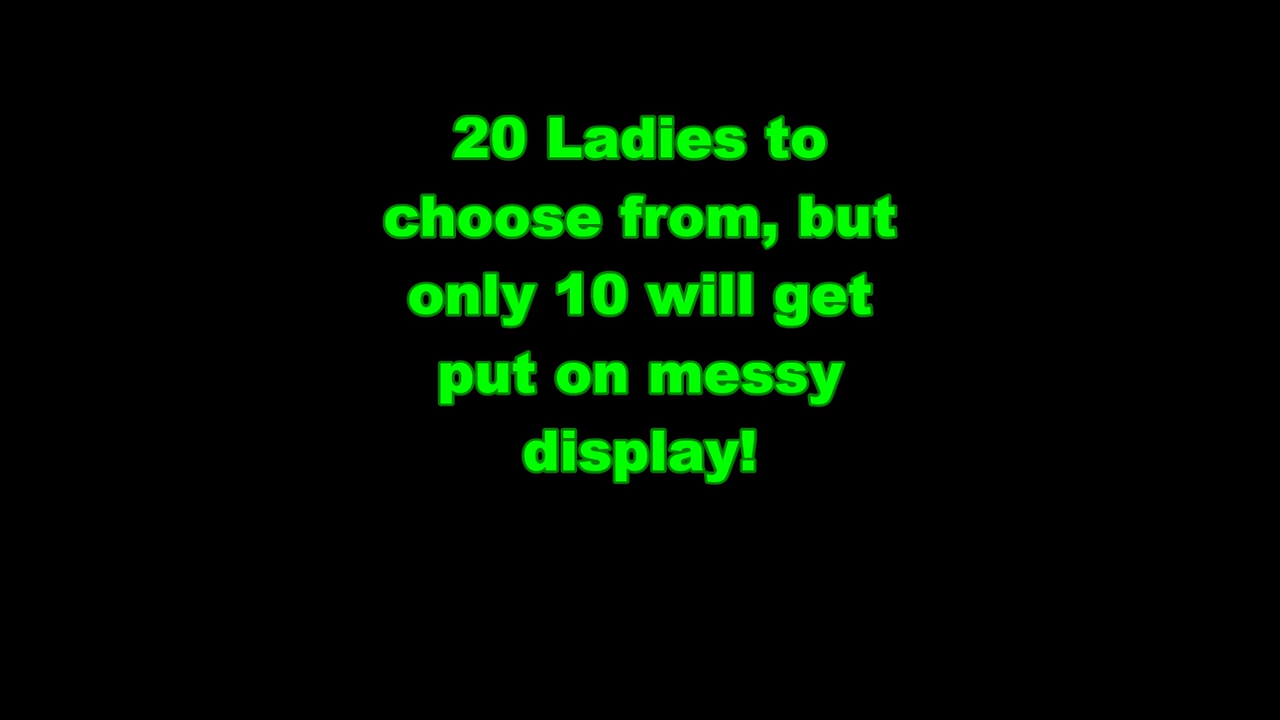 20 Ladies to
choose from, but
only 10 will get
put on messy
display!